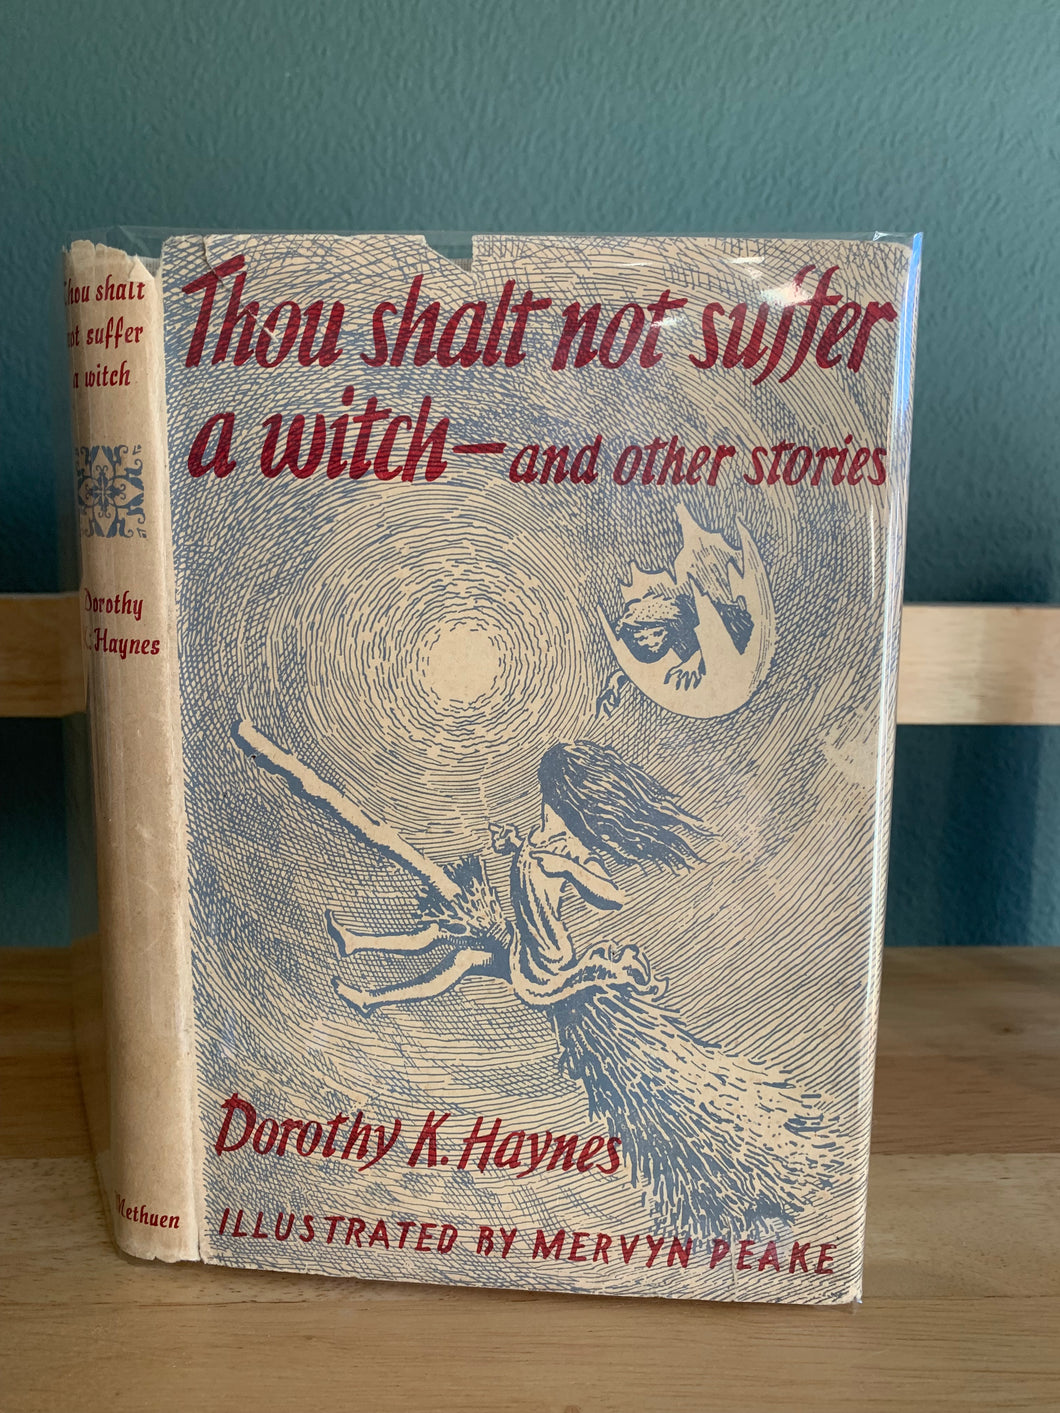 Thou shalt not suffer
a witch — and other stories
Dorothy K. Haynes
ILLUSTRATED BY MERVYN PEAKE
Thou shalt
not suffer
a witch
Dorothy
K. Haynes
Methuen